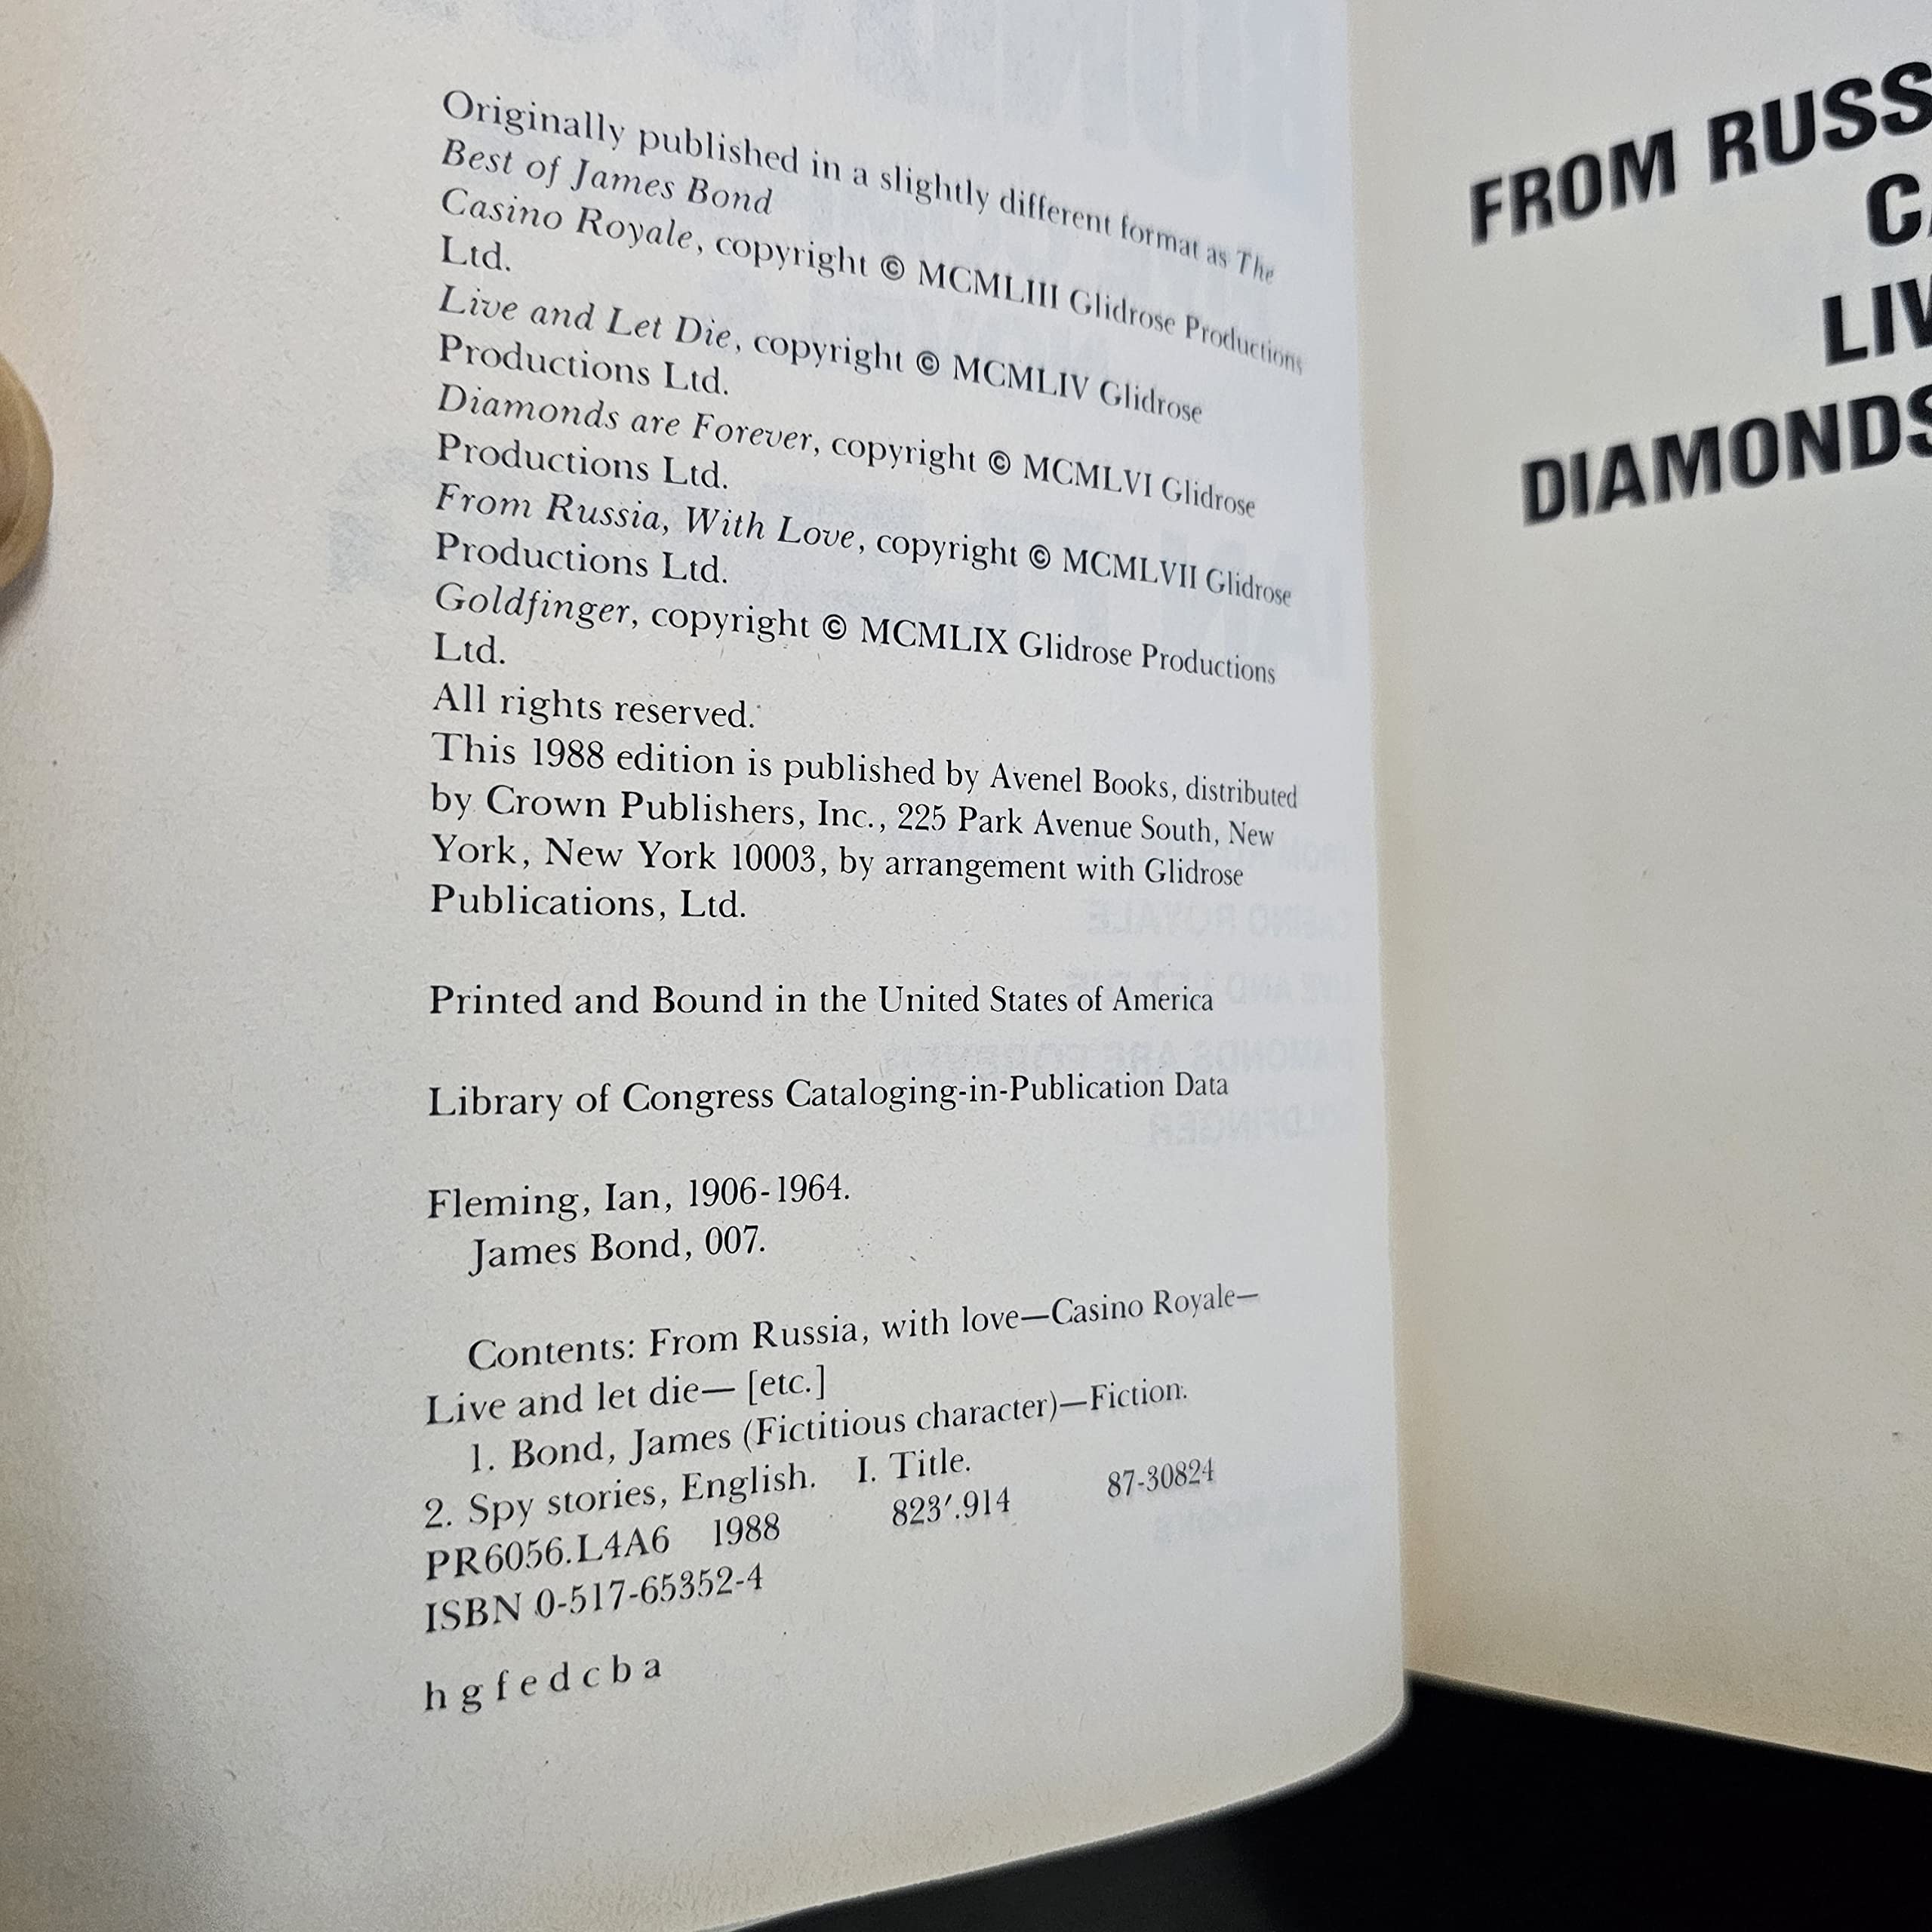 Originally published in a slightly different format as The
Best of James Bond
Casino Royale, copyright © MCMLIII Glidrose Productions
Ltd.
Live and Let Die, copyright © MCMLIV Glidrose
Productions Ltd.
Diamonds are Forever, copyright © MCMLVI Glidrose
Productions Ltd.
From Russia, With Love, copyright © MCMLVII Glidrose
Productions Ltd.
Goldfinger, copyright © MCMLIX Glidrose Productions
Ltd.
All rights reserved.
This 1988 edition is published by Avenel Books, distributed
by Crown Publishers, Inc., 225 Park Avenue South, New
York, New York 10003, by arrangement with Glidrose
Publications, Ltd.
Printed and Bound in the United States of America
Library of Congress Cataloging-in-Publication Data
Fleming, Ian, 1906-1964.
James Bond, 007.
Contents: From Russia, with love—Casino Royale—
Live and let die— [etc.]
1. Bond, James (Fictitious character)—Fiction.
2. Spy stories, English. I. Title.
PR6056.L4A6 1988 823′.914 87-30824
ISBN 0-517-65352-4
h g f e d c b a
FROM RUSS
CA
LIV
DIAMONDS